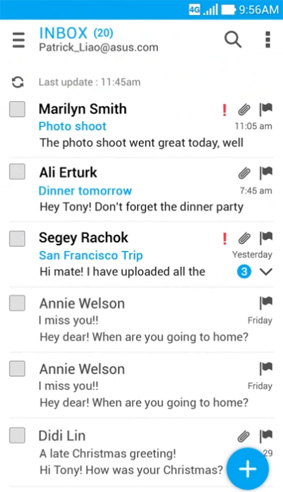 4G 9:56AM
INBOX (20)
Patrick_Liao@asus.com
Last update : 11:45am
Marilyn Smith
Photo shoot 11:05 am
The photo shoot went great today, well
Ali Erturk
Dinner tomorrow 7:45 am
Hey Tony! Don't forget the dinner party
Segey Rachok
San Francisco Trip Yesterday
Hi mate! I have uploaded all the 3
Annie Welson
I miss you!! Friday
Hey dear! When are you going to home?
Annie Welson
I miss you!! Friday
Hey dear! When are you going to home?
Didi Lin
A late Christmas greeting! 29
Hi Tony! How was your Christmas?